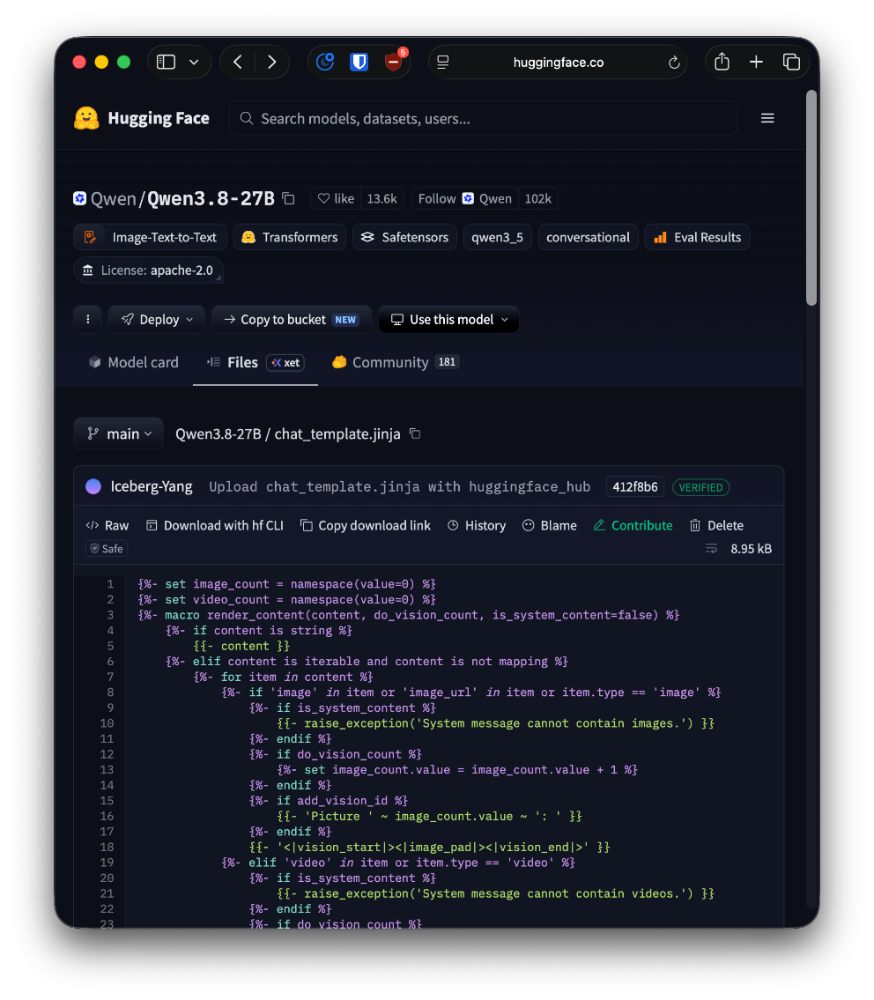 5
huggingface.co
Hugging Face
Search models, datasets, users...
Qwen/Qwen3.8-27B
like 13.6k
Follow Qwen 102k
Image-Text-to-Text
Transformers
Safetensors
qwen3_5
conversational
Eval Results
License: apache-2.0
Deploy
Copy to bucket NEW
Use this model
Model card
Files xet
Community 181
main
Qwen3.8-27B / chat_template.jinja
Iceberg-Yang Upload chat_template.jinja with huggingface_hub 412f8b6 VERIFIED
</> Raw
Download with hf CLI
Copy download link
History
Blame
Contribute
Delete
Safe
8.95 kB
1 {%- set image_count = namespace(value=0) %}
2 {%- set video_count = namespace(value=0) %}
3 {%- macro render_content(content, do_vision_count, is_system_content=false) %}
4     {%- if content is string %}
5         {{- content }}
6     {%- elif content is iterable and content is not mapping %}
7         {%- for item in content %}
8             {%- if 'image' in item or 'image_url' in item or item.type == 'image' %}
9                 {%- if is_system_content %}
10                     {{- raise_exception('System message cannot contain images.') }}
11                 {%- endif %}
12                 {%- if do_vision_count %}
13                     {%- set image_count.value = image_count.value + 1 %}
14                 {%- endif %}
15                 {%- if add_vision_id %}
16                     {{- 'Picture ' ~ image_count.value ~ ': ' }}
17                 {%- endif %}
18                 {{- '<|vision_start|><|image_pad|><|vision_end|>' }}
19             {%- elif 'video' in item or item.type == 'video' %}
20                 {%- if is_system_content %}
21                     {{- raise_exception('System message cannot contain videos.') }}
22                 {%- endif %}
23                 {%- if do_vision_count %}